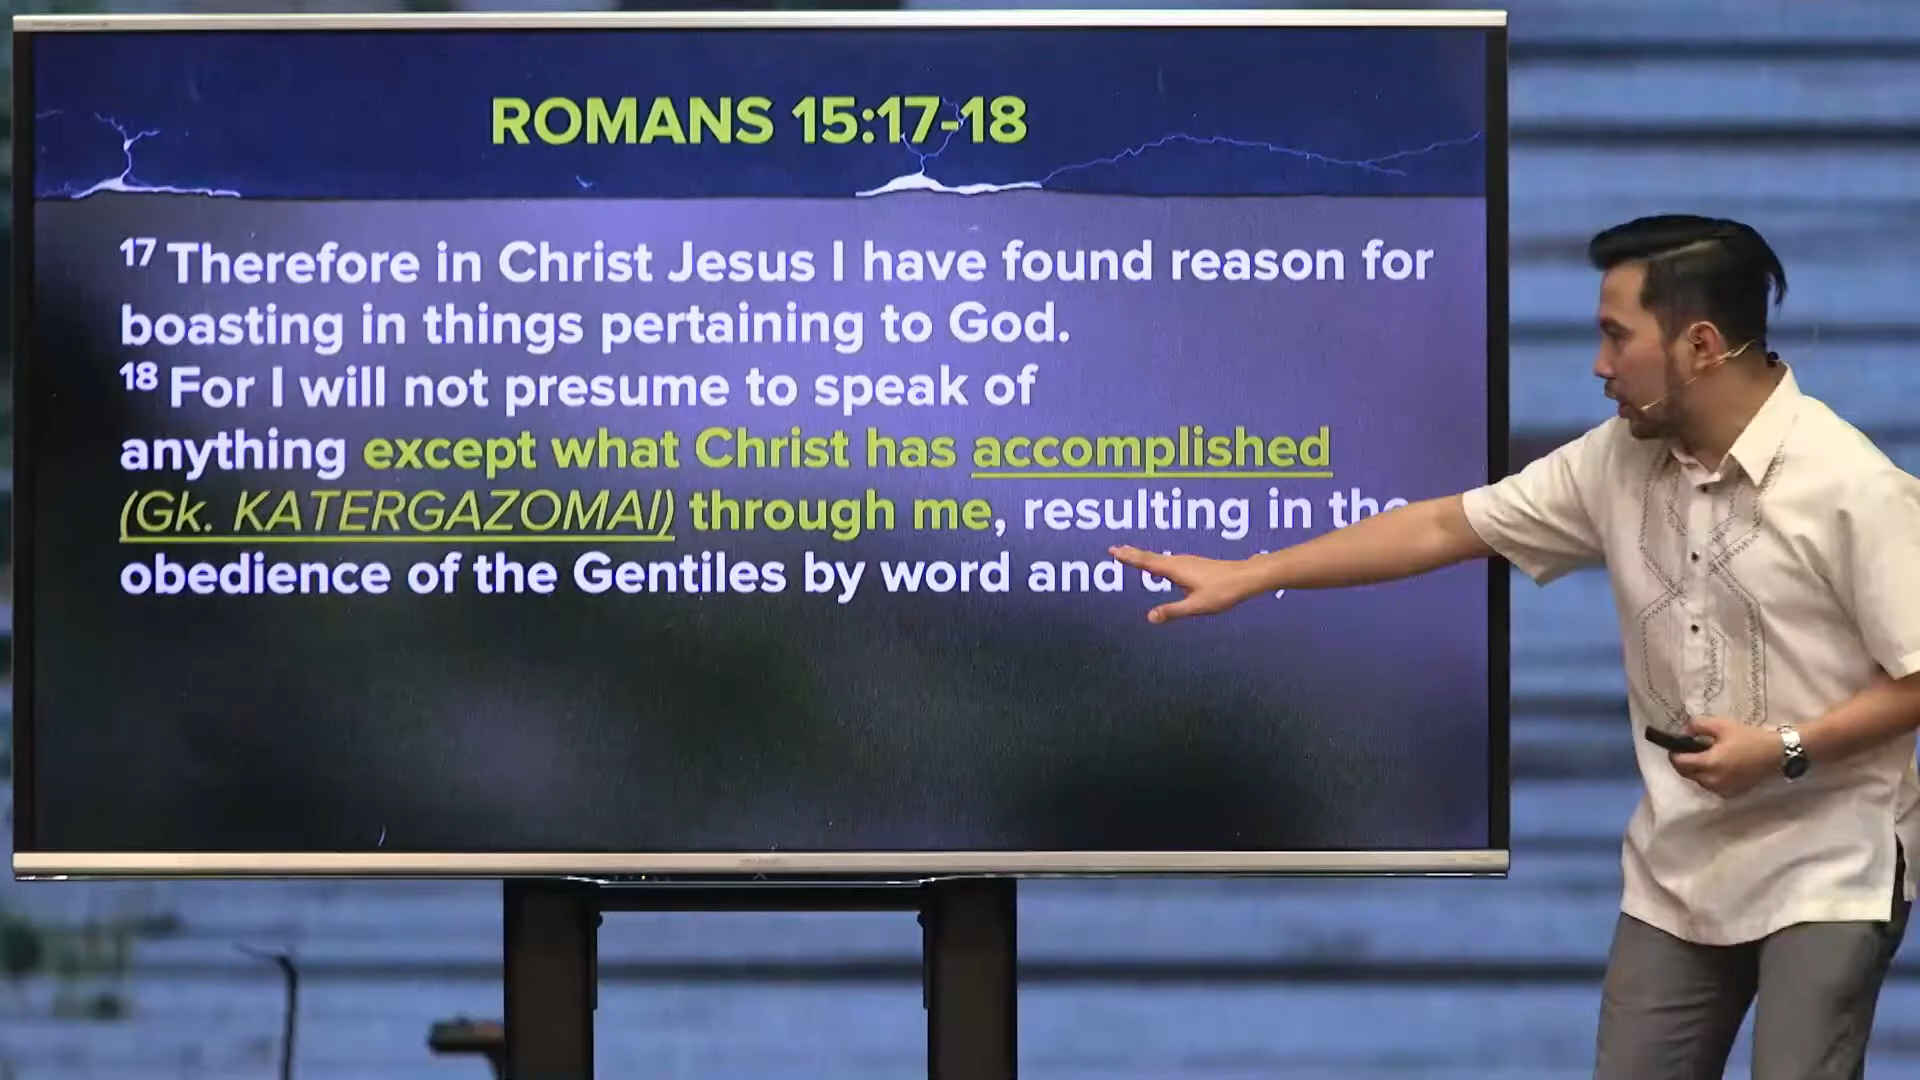 ROMANS 15:17-18
17 Therefore in Christ Jesus I have found reason for
boasting in things pertaining to God.
18 For I will not presume to speak of
anything except what Christ has accomplished
(Gk. KATERGAZOMAI) through me, resulting in the
obedience of the Gentiles by word and